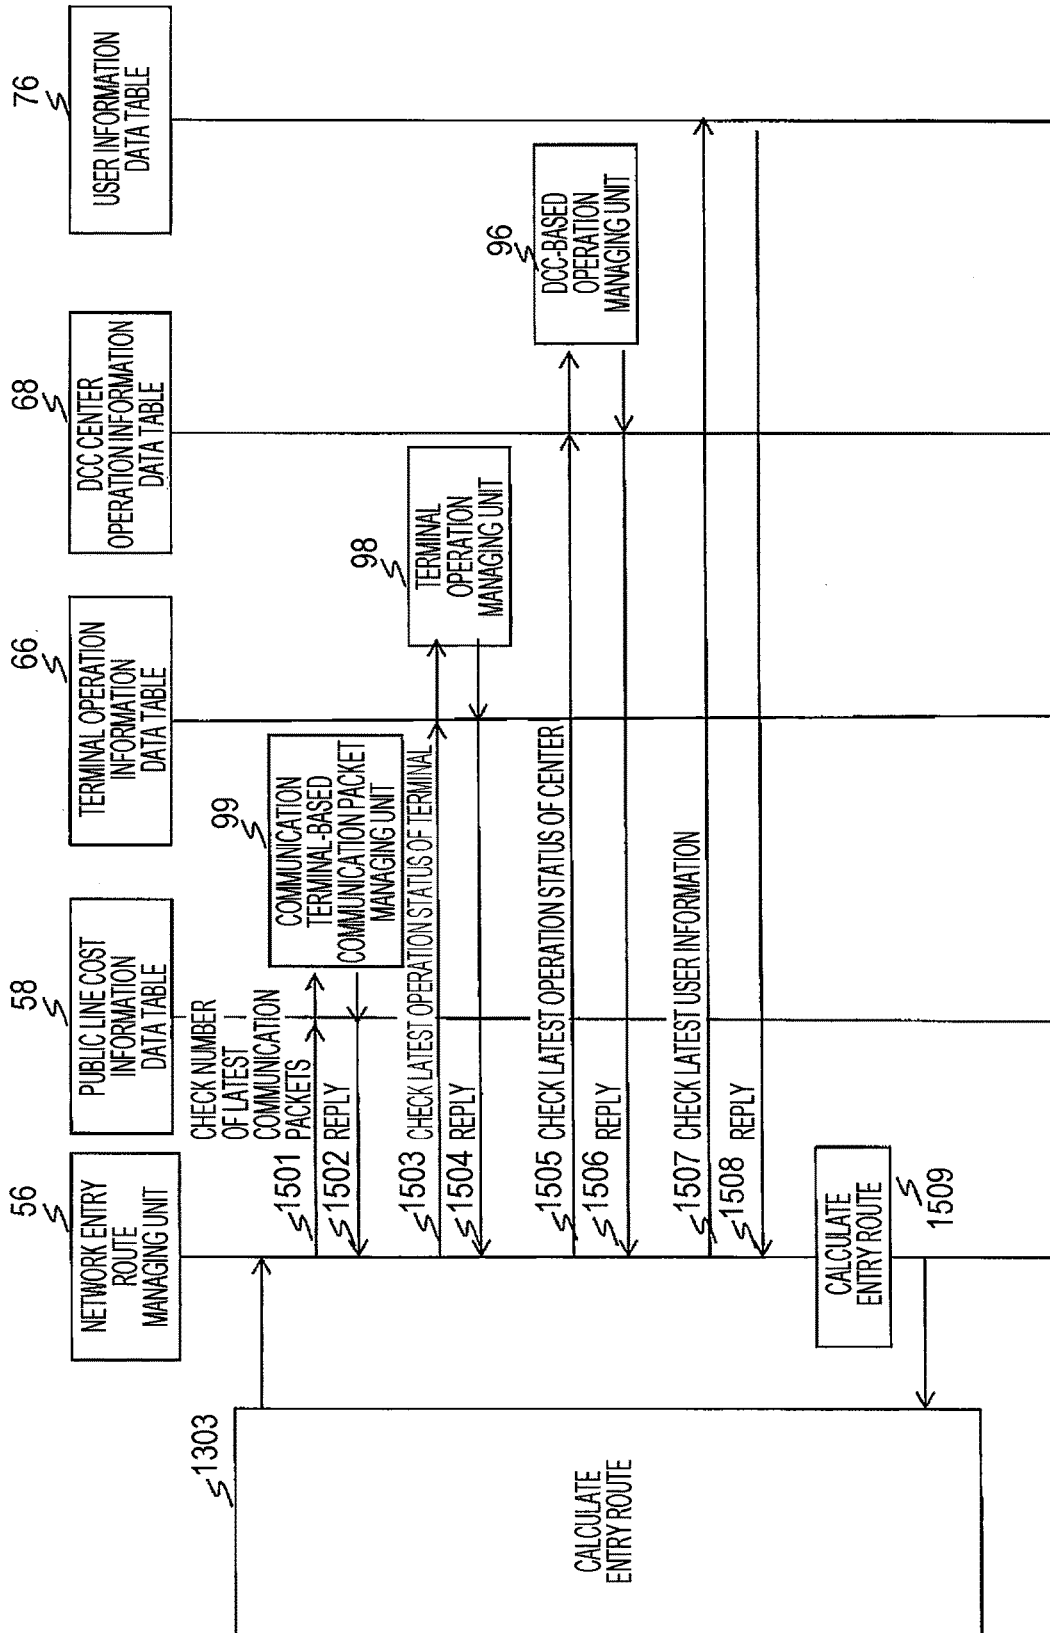 56
NETWORK ENTRY
ROUTE
MANAGING UNIT
58
PUBLIC LINE COST
INFORMATION
DATA TABLE
66
TERMINAL OPERATION
INFORMATION
DATA TABLE
68
DCC CENTER
OPERATION INFORMATION
DATA TABLE
76
USER INFORMATION
DATA TABLE
1303
CALCULATE
ENTRY ROUTE
CHECK NUMBER
OF LATEST
COMMUNICATION
PACKETS
1501
1502 REPLY
99
COMMUNICATION
TERMINAL-BASED
COMMUNICATION PACKET
MANAGING UNIT
1503 CHECK LATEST OPERATION STATUS OF TERMINAL
1504 REPLY
98
TERMINAL
OPERATION
MANAGING UNIT
1505 CHECK LATEST OPERATION STATUS OF CENTER
1506 REPLY
96
DCC-BASED
OPERATION
MANAGING UNIT
1507 CHECK LATEST USER INFORMATION
1508 REPLY
CALCULATE
ENTRY ROUTE
1509